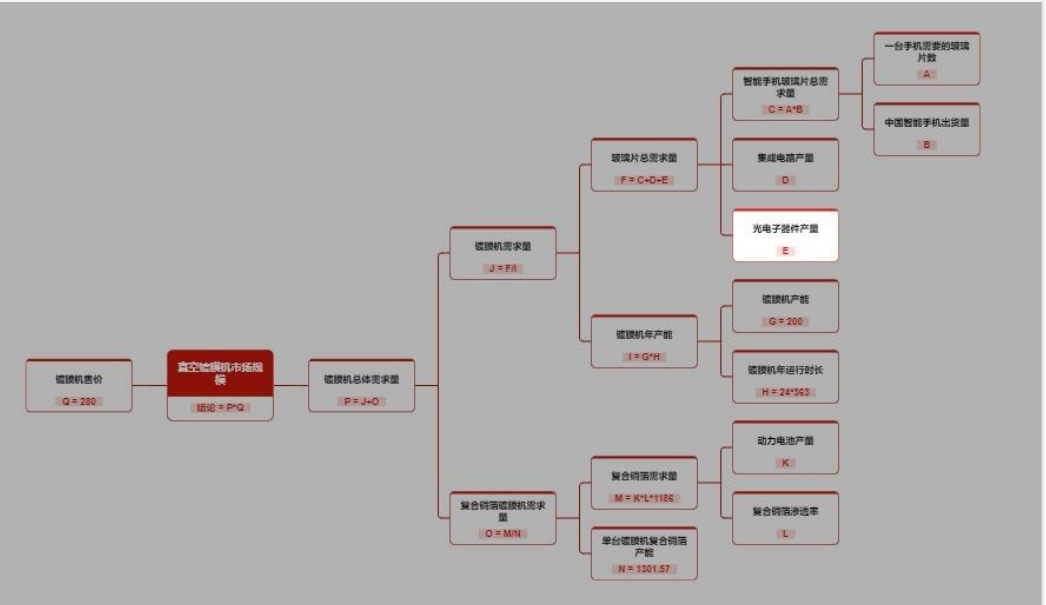 一台手机需要的玻璃
片数
A
智能手机玻璃片总需
求量
C = A*B
中国智能手机出货量
B
玻璃片总需求量
F = C+D+E
集成电路产量
D
光电子器件产量
E
镀膜机需求量
J = F/I
镀膜机产能
G = 200
镀膜机年产能
I = G*H
镀膜机年运行时长
H = 24*363
镀膜机售价
Q = 280
真空镀膜机市场规
模
结论 = P*Q
镀膜机总体需求量
P = J+O
动力电池产量
K
复合铜箔需求量
M = K*L*1186
复合铜箔渗透率
L
复合铜箔镀膜机需求
量
O = M/N
单台镀膜机复合铜箔
产能
N = 1301.57